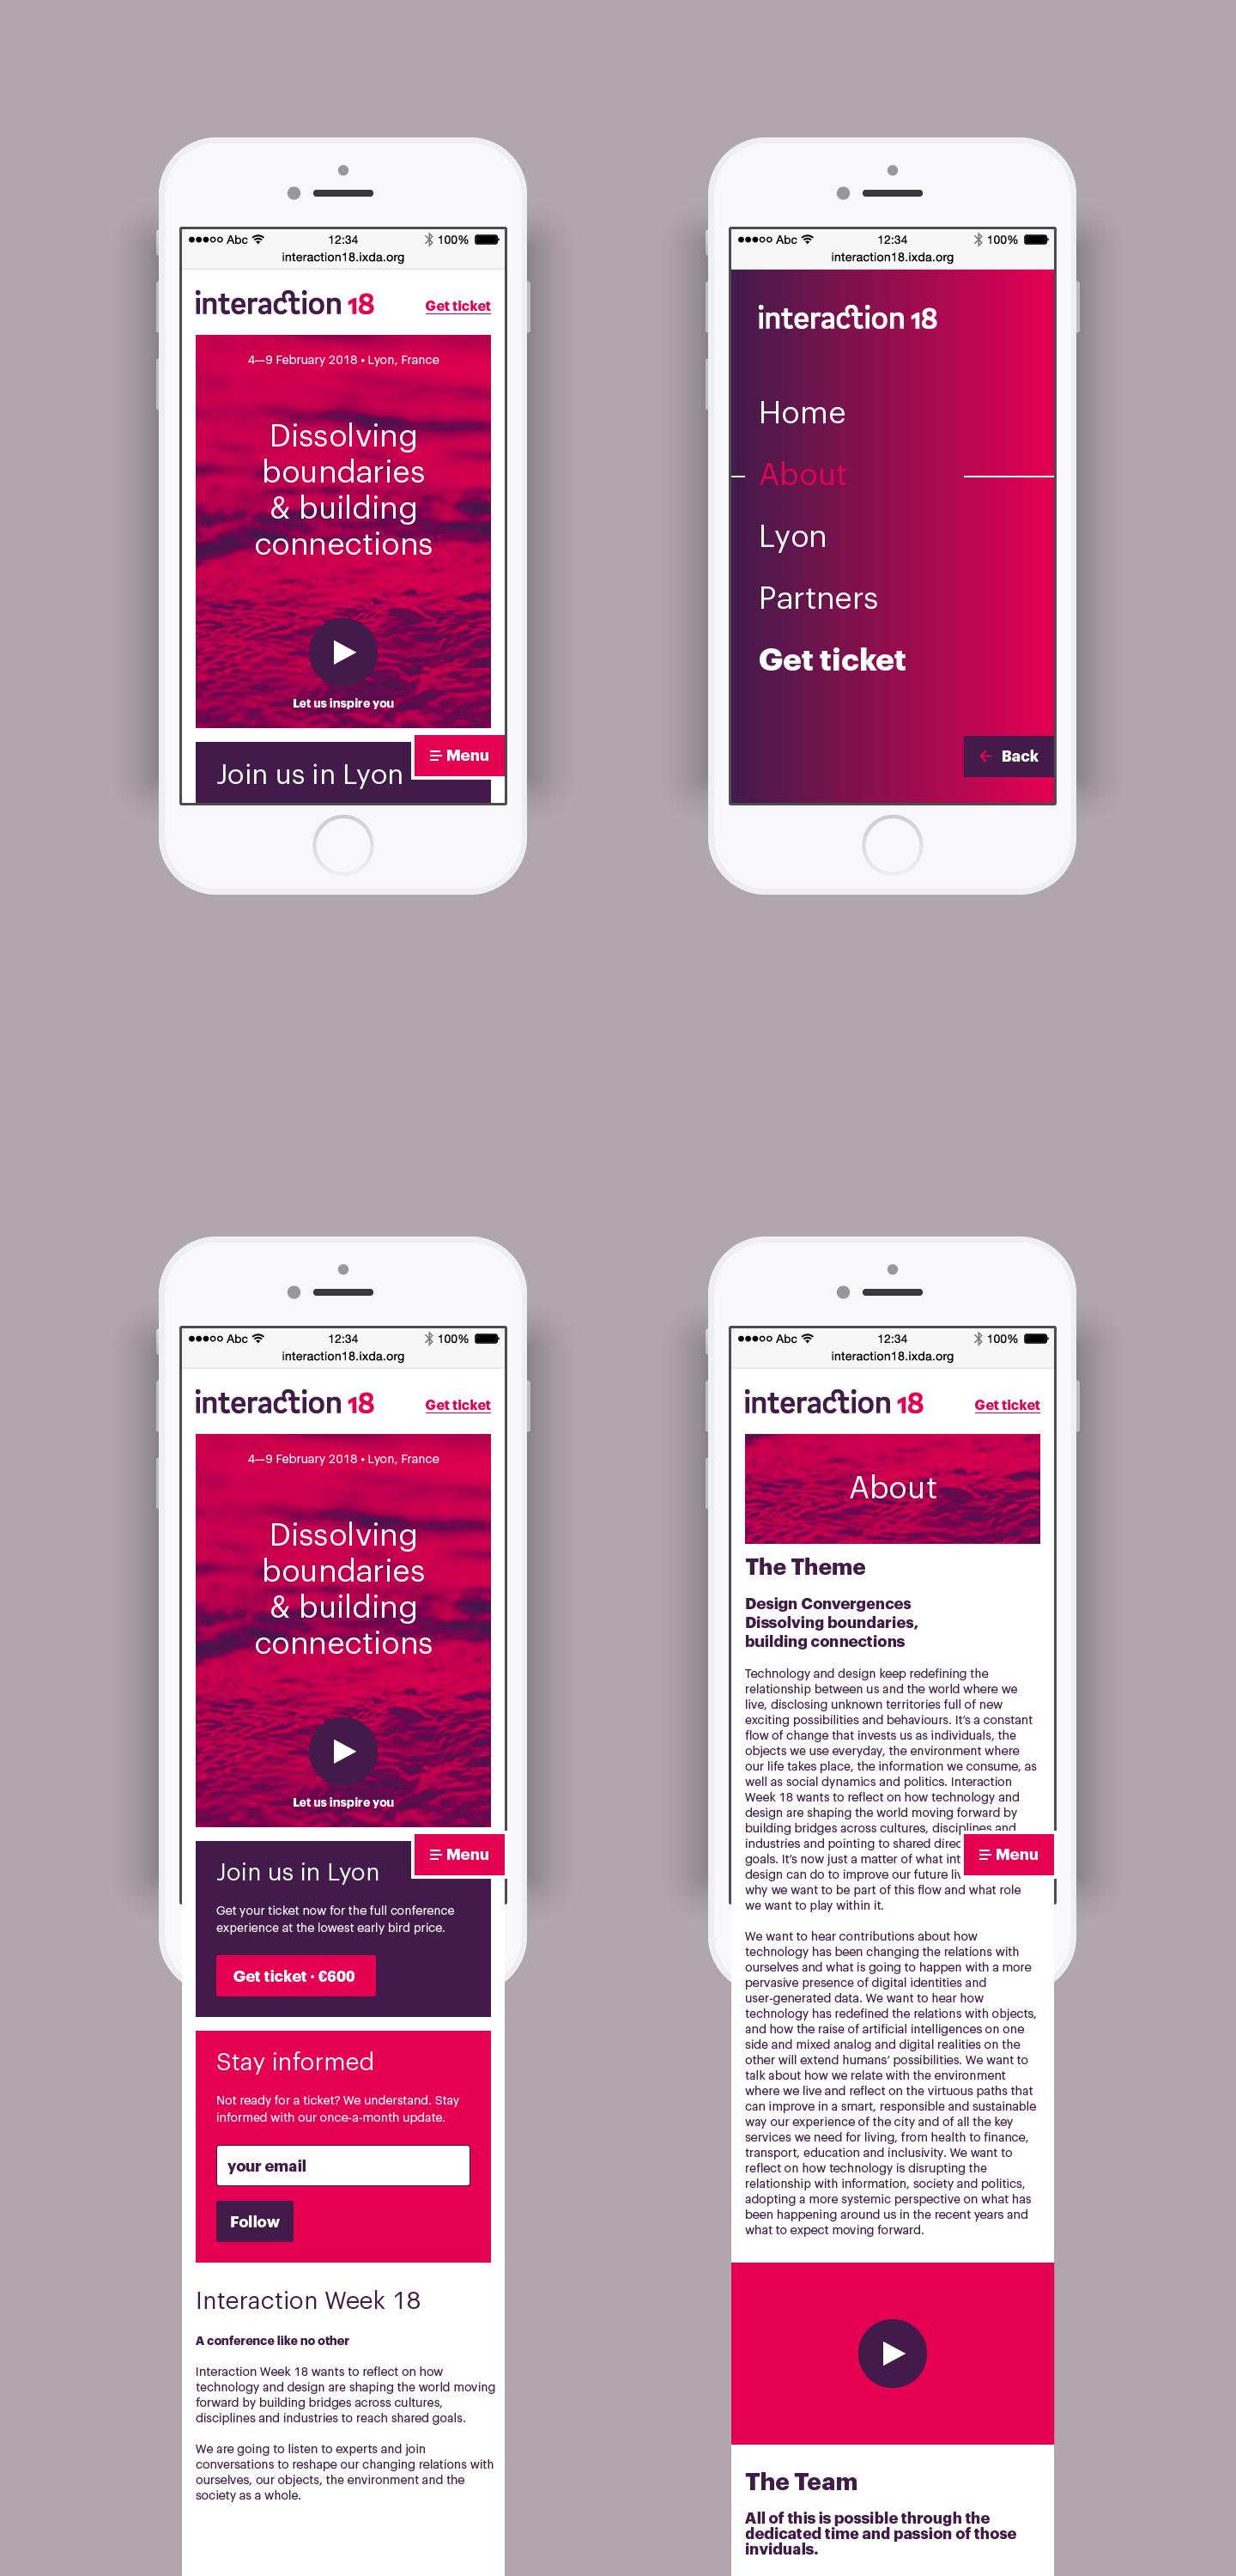 Abc 12:34 100%
interaction18.ixda.org
interaction 18 Get ticket
4—9 February 2018 • Lyon, France
Dissolving
boundaries
& building
connections
Let us inspire you
Menu
Join us in Lyon
Abc 12:34 100%
interaction18.ixda.org
interaction 18
Home
About
Lyon
Partners
Get ticket
Back
Abc 12:34 100%
interaction18.ixda.org
interaction 18 Get ticket
4—9 February 2018 • Lyon, France
Dissolving
boundaries
& building
connections
Let us inspire you
Menu
Join us in Lyon
Get your ticket now for the full conference
experience at the lowest early bird price.
Get ticket · €600
Stay informed
Not ready for a ticket? We understand. Stay
informed with our once-a-month update.
your email
Follow
Interaction Week 18
A conference like no other
Interaction Week 18 wants to reflect on how
technology and design are shaping the world moving
forward by building bridges across cultures,
disciplines and industries to reach shared goals.
We are going to listen to experts and join
conversations to reshape our changing relations with
ourselves, our objects, the environment and the
society as a whole.
Abc 12:34 100%
interaction18.ixda.org
interaction 18 Get ticket
About
The Theme
Design Convergences
Dissolving boundaries,
building connections
Technology and design keep redefining the
relationship between us and the world where we
live, disclosing unknown territories full of new
exciting possibilities and behaviours. It's a constant
flow of change that invests us as individuals, the
objects we use everyday, the environment where
our life takes place, the information we consume, as
well as social dynamics and politics. Interaction
Week 18 wants to reflect on how technology and
design are shaping the world moving forward by
building bridges across cultures, disciplines and
industries and pointing to shared
goals. It's now just a matter of what
design can do to improve our future
Menu
why we want to be part of this flow and what role
we want to play within it.
We want to hear contributions about how
technology has been changing the relations with
ourselves and what is going to happen with a more
pervasive presence of digital identities and
user-generated data. We want to hear how
technology has redefined the relations with objects,
and how the raise of artificial intelligences on one
side and mixed analog and digital realities on the
other will extend humans' possibilities. We want to
talk about how we relate with the environment
where we live and reflect on the virtuous paths that
can improve in a smart, responsible and sustainable
way our experience of the city and of all the key
services we need for living, from health to finance,
transport, education and inclusivity. We want to
reflect on how technology is disrupting the
relationship with information, society and politics,
adopting a more systemic perspective on what has
been happening around us in the recent years and
what to expect moving forward.
The Team
All of this is possible through the
dedicated time and passion of those
inviduals.